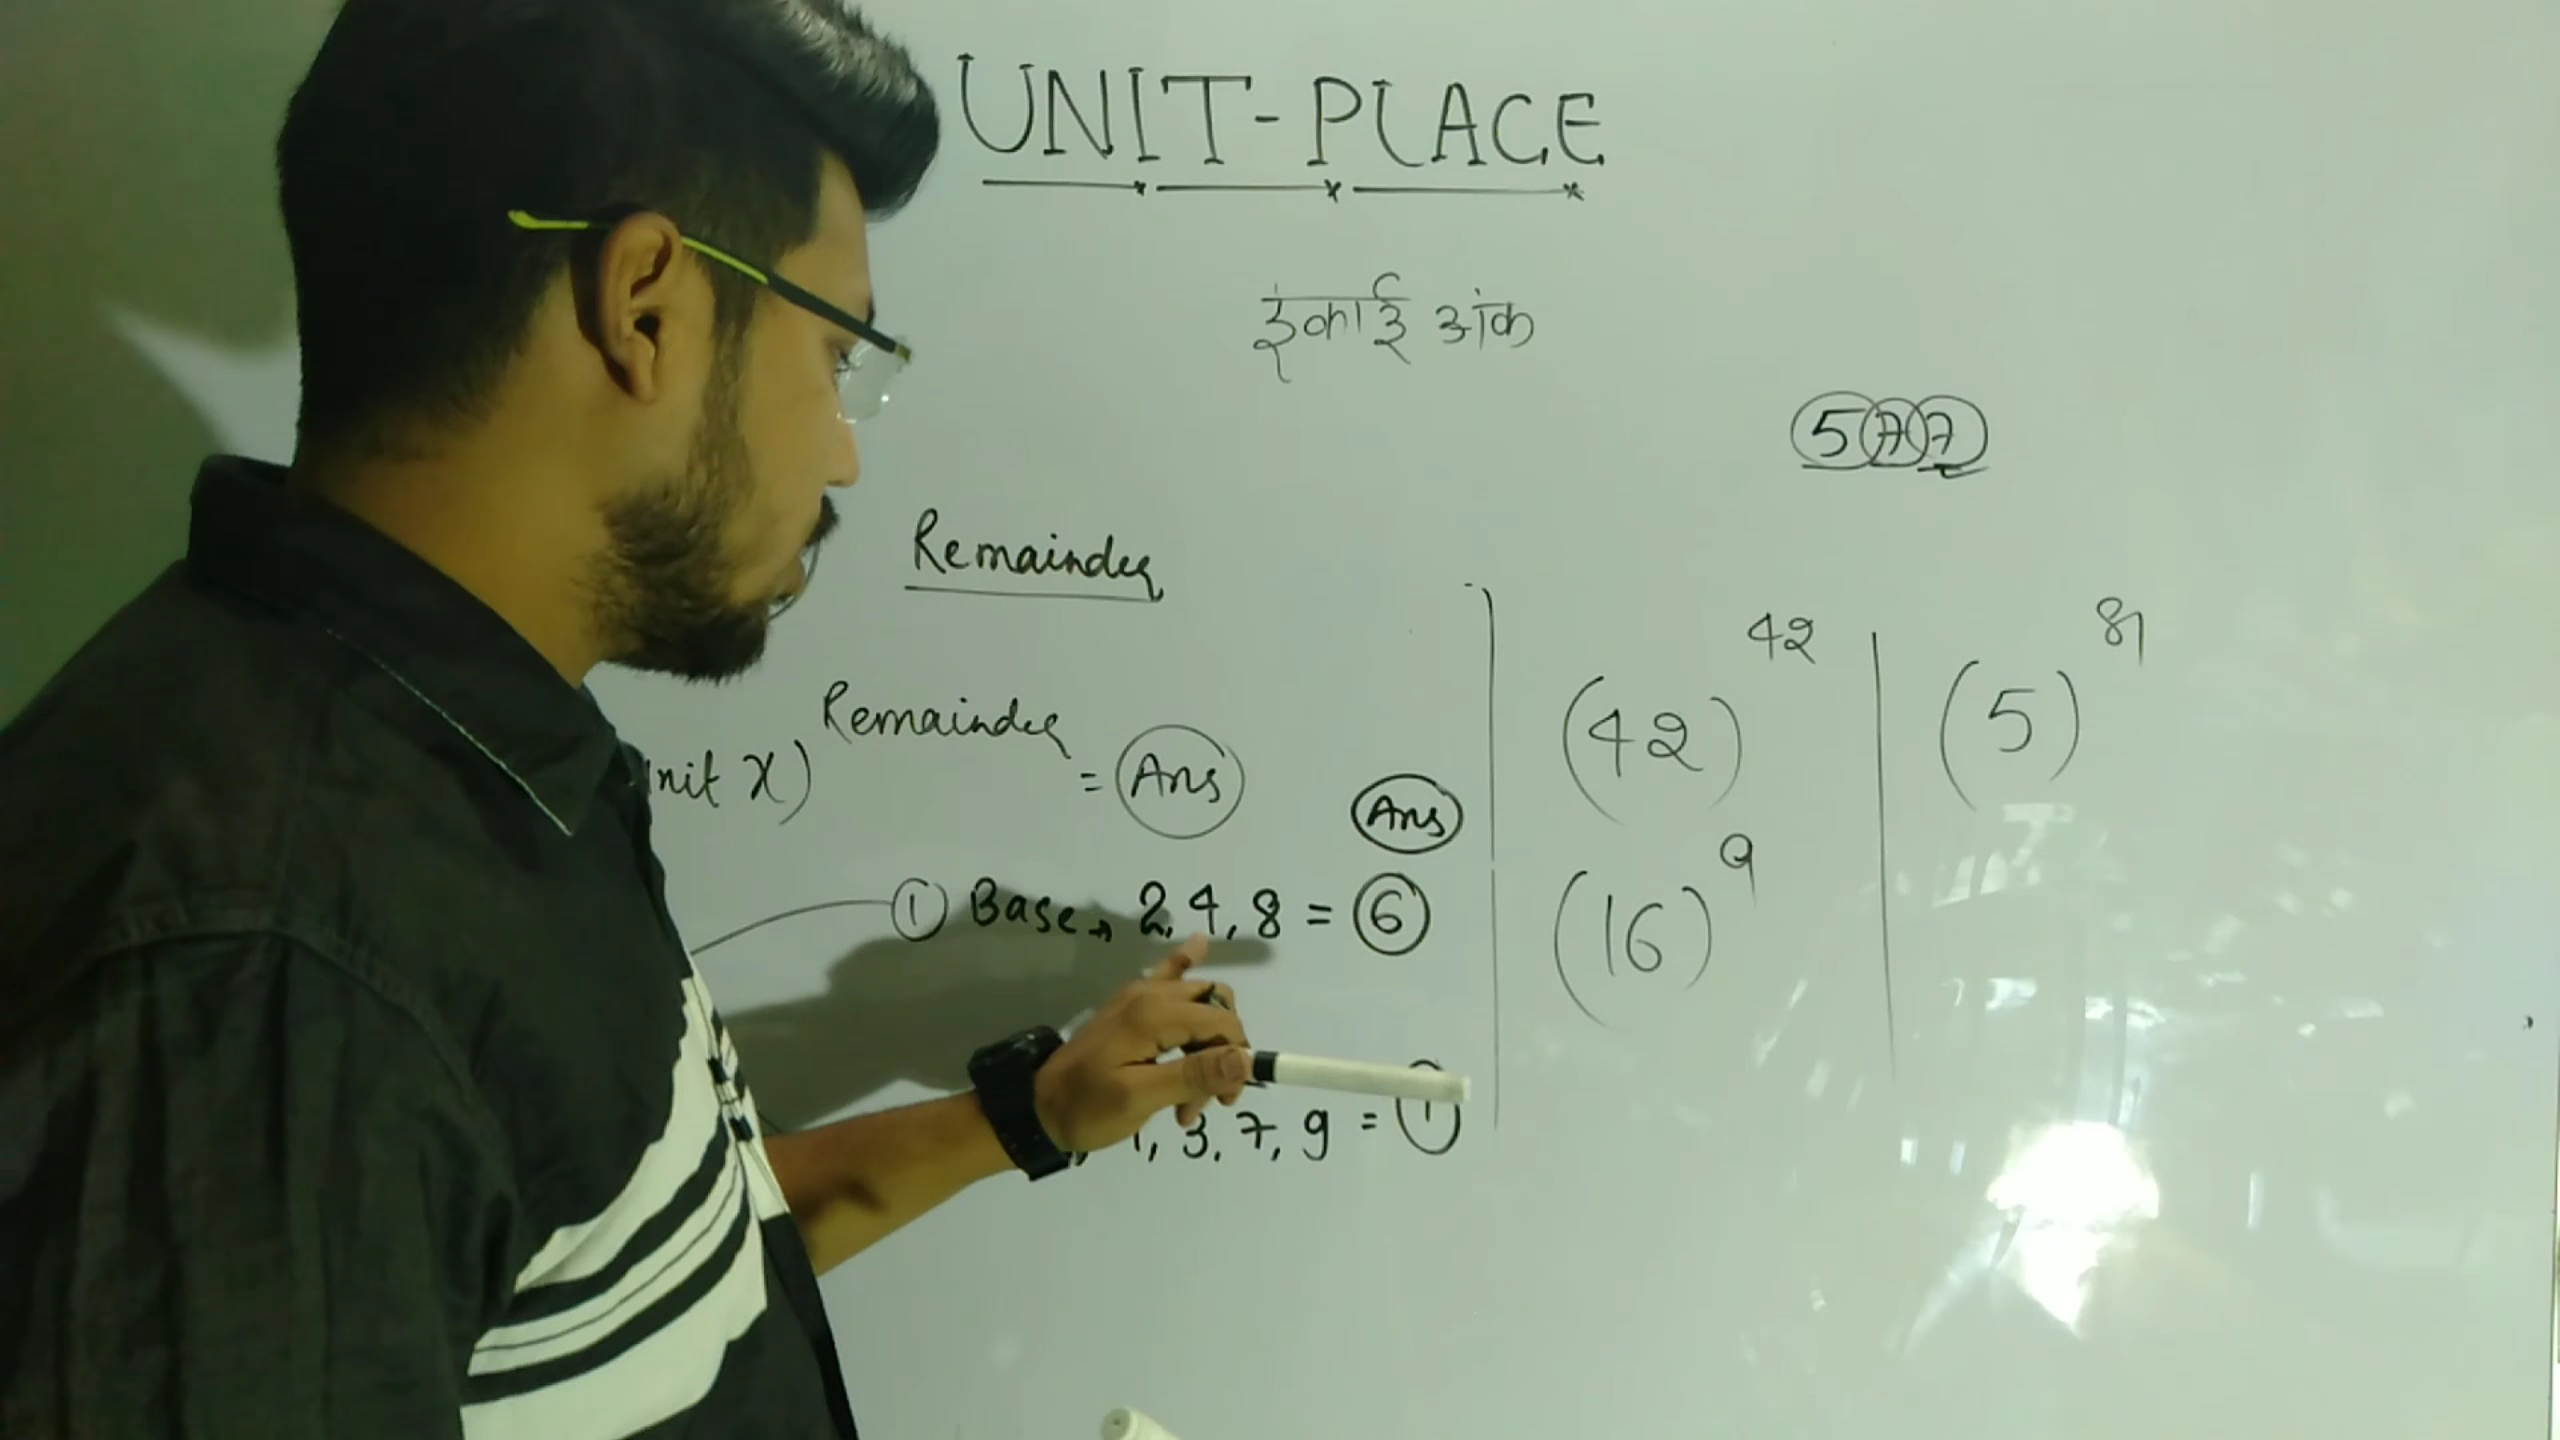 UNIT-PLACE
इकाई अंक
577
Remainder
nit x) Remainder = Ans
Ans
① Base → 2, 4, 8 = 6
1, 3, 7, 9 = 1
(42)^42
(16)^9
(5)^81